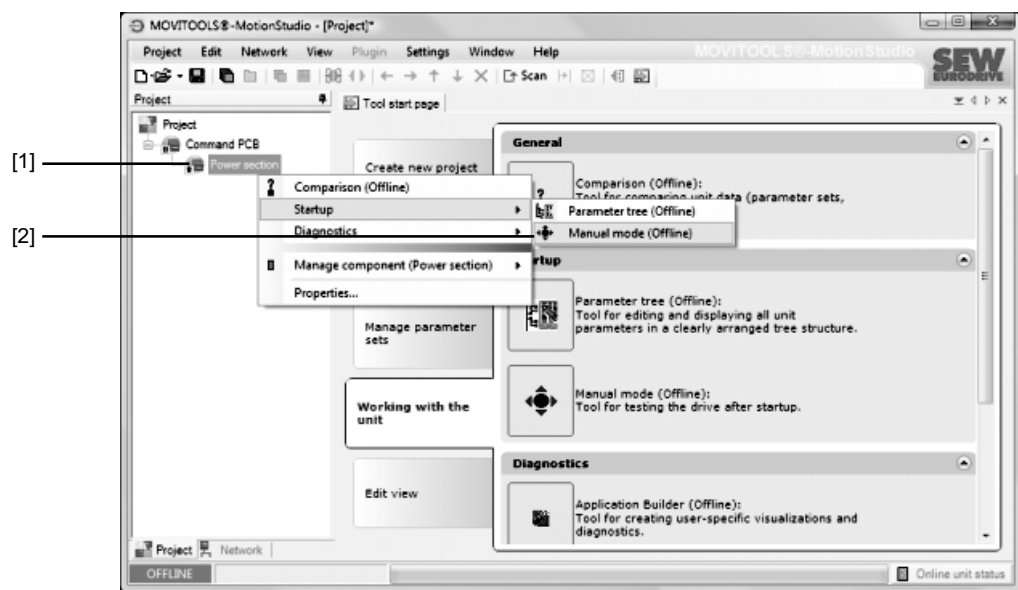 MOVITOOLS®-MotionStudio - [Project]*
Project Edit Network View Plugin Settings Window Help
MOVITOOLS®-MotionStudio
SEW
EURODRIVE
Scan
Project
Tool start page
Project
Command PCB
[1]
Power section
Create new project
General
Comparison (Offline):
Tool for comparing unit data (parameter sets,
Comparison (Offline)
Startup
Parameter tree (Offline)
[2]
Diagnostics
Manual mode (Offline)
Manage component (Power section)
Properties...
rtup
Parameter tree (Offline):
Tool for editing and displaying all unit
parameters in a clearly arranged tree structure.
Manage parameter
sets
Manual mode (Offline):
Tool for testing the drive after startup.
Working with the
unit
Diagnostics
Edit view
Application Builder (Offline):
Tool for creating user-specific visualizations and
diagnostics.
Project Network
OFFLINE
Online unit status